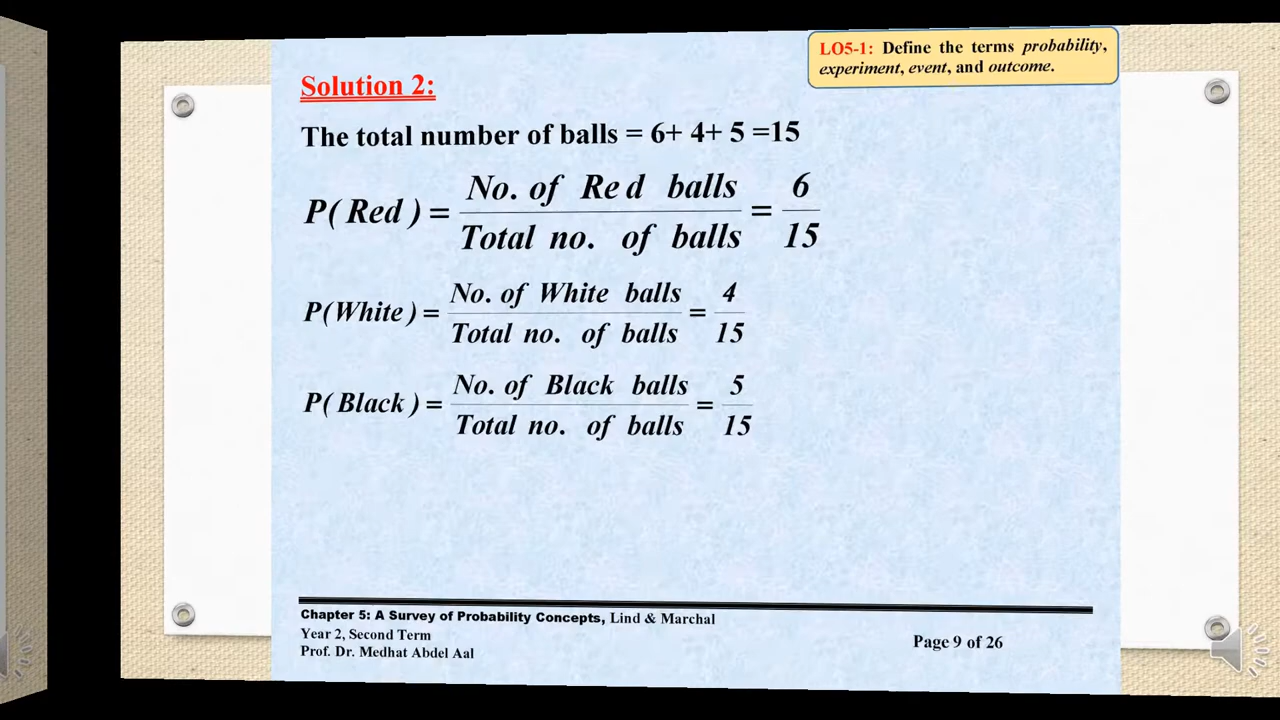 LO5-1: Define the terms probability,
experiment, event, and outcome.
Solution 2:
The total number of balls = 6+ 4+ 5 =15
P( Red ) = No. of Red balls / Total no. of balls = 6 / 15
P(White ) = No. of White balls / Total no. of balls = 4 / 15
P( Black ) = No. of Black balls / Total no. of balls = 5 / 15
Chapter 5: A Survey of Probability Concepts, Lind & Marchal
Year 2, Second Term
Prof. Dr. Medhat Abdel Aal
Page 9 of 26